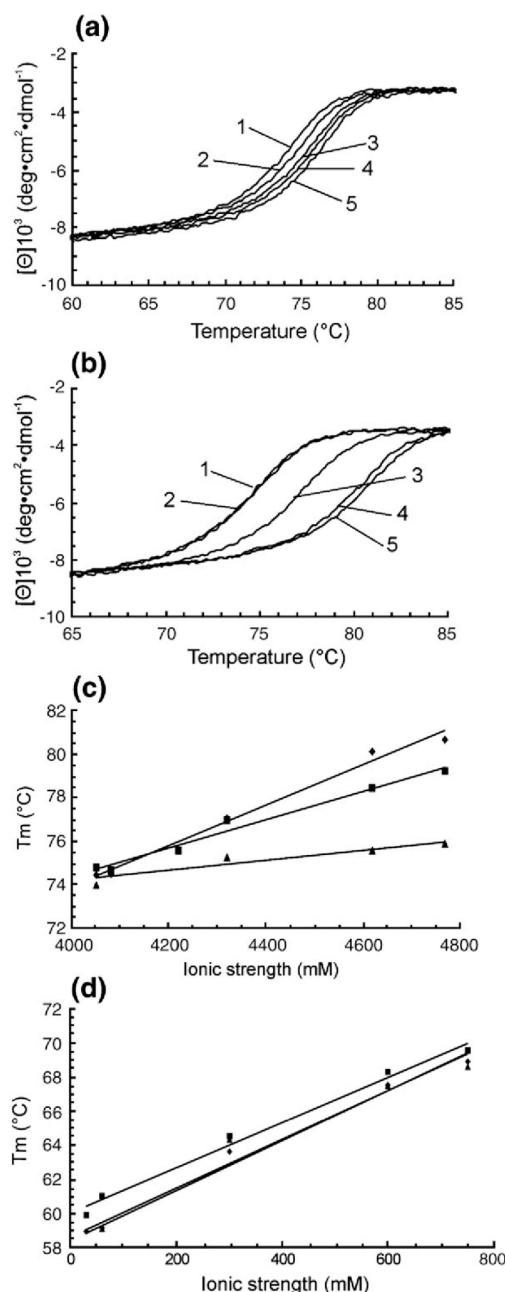 (a)
[Θ]10³ (deg•cm²•dmol⁻¹)
-2
-4
-6
-8
-10
1
2
3
4
5
60 65 70 75 80 85
Temperature (°C)
(b)
[Θ]10³ (deg•cm²•dmol⁻¹)
-2
-4
-6
-8
-10
1
2
3
4
5
65 70 75 80 85
Temperature (°C)
(c)
Tm (°C)
82
80
78
76
74
72
4000 4200 4400 4600 4800
Ionic strength (mM)
(d)
Tm (°C)
72
70
68
66
64
62
60
58
0 200 400 600 800
Ionic strength (mM)